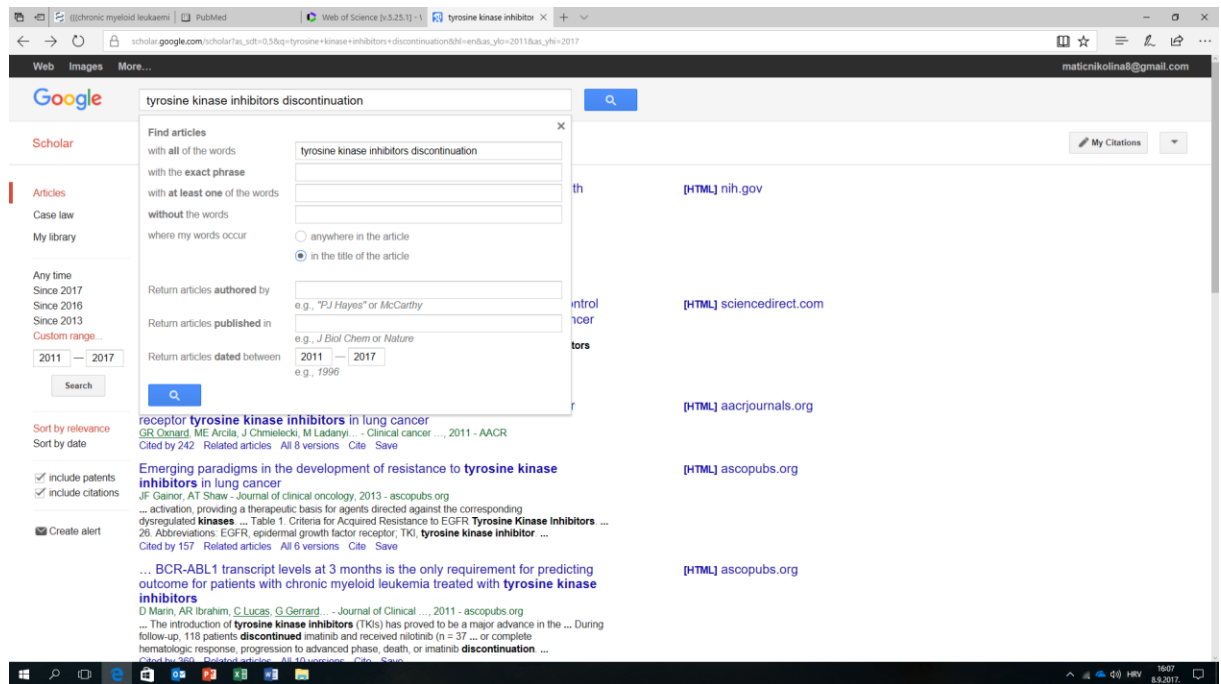 (((chronic myeloid leukaemi
PubMed
Web of Science [v.5.25.1] - \
tyrosine kinase inhibitor
scholar.google.com/scholar?as_sdt=0,5&q=tyrosine+kinase+inhibitors+discontinuation&hl=en&as_ylo=2011&as_yhi=2017
Web Images More…
maticnikolina8@gmail.com
Google
tyrosine kinase inhibitors discontinuation
Scholar
My Citations
Find articles
with all of the words
tyrosine kinase inhibitors discontinuation
with the exact phrase
with at least one of the words
without the words
where my words occur
anywhere in the article
in the title of the article
Return articles authored by
e.g., "PJ Hayes" or McCarthy
Return articles published in
e.g., J Biol Chem or Nature
Return articles dated between
2011 — 2017
e.g., 1996
Articles
Case law
My library
Any time
Since 2017
Since 2016
Since 2013
Custom range...
2011 — 2017
Search
Sort by relevance
Sort by date
include patents
include citations
Create alert
th
[HTML] nih.gov
ontrol
ncer
tors
[HTML] sciencedirect.com
r
[HTML] aacrjournals.org
receptor tyrosine kinase inhibitors in lung cancer
GR Oxnard, ME Arcila, J Chmielecki, M Ladanyi… - Clinical cancer …, 2011 - AACR
Cited by 242 Related articles All 8 versions Cite Save
Emerging paradigms in the development of resistance to tyrosine kinase
inhibitors in lung cancer
[HTML] ascopubs.org
JF Gainor, AT Shaw - Journal of clinical oncology, 2013 - ascopubs.org
... activation, providing a therapeutic basis for agents directed against the corresponding
dysregulated kinases. ... Table 1. Criteria for Acquired Resistance to EGFR Tyrosine Kinase Inhibitors. ...
26. Abbreviations: EGFR, epidermal growth factor receptor; TKI, tyrosine kinase inhibitor. ...
Cited by 157 Related articles All 6 versions Cite Save
… BCR-ABL1 transcript levels at 3 months is the only requirement for predicting
outcome for patients with chronic myeloid leukemia treated with tyrosine kinase
inhibitors
[HTML] ascopubs.org
D Marin, AR Ibrahim, C Lucas, G Gerrard… - Journal of Clinical …, 2011 - ascopubs.org
... The introduction of tyrosine kinase inhibitors (TKIs) has proved to be a major advance in the ... During
follow-up, 118 patients discontinued imatinib and received nilotinib (n = 37 ... or complete
hematologic response, progression to advanced phase, death, or imatinib discontinuation. ...
Cited by 369 Related articles All 10 versions Cite Save
HRV
16:07
8.9.2017.